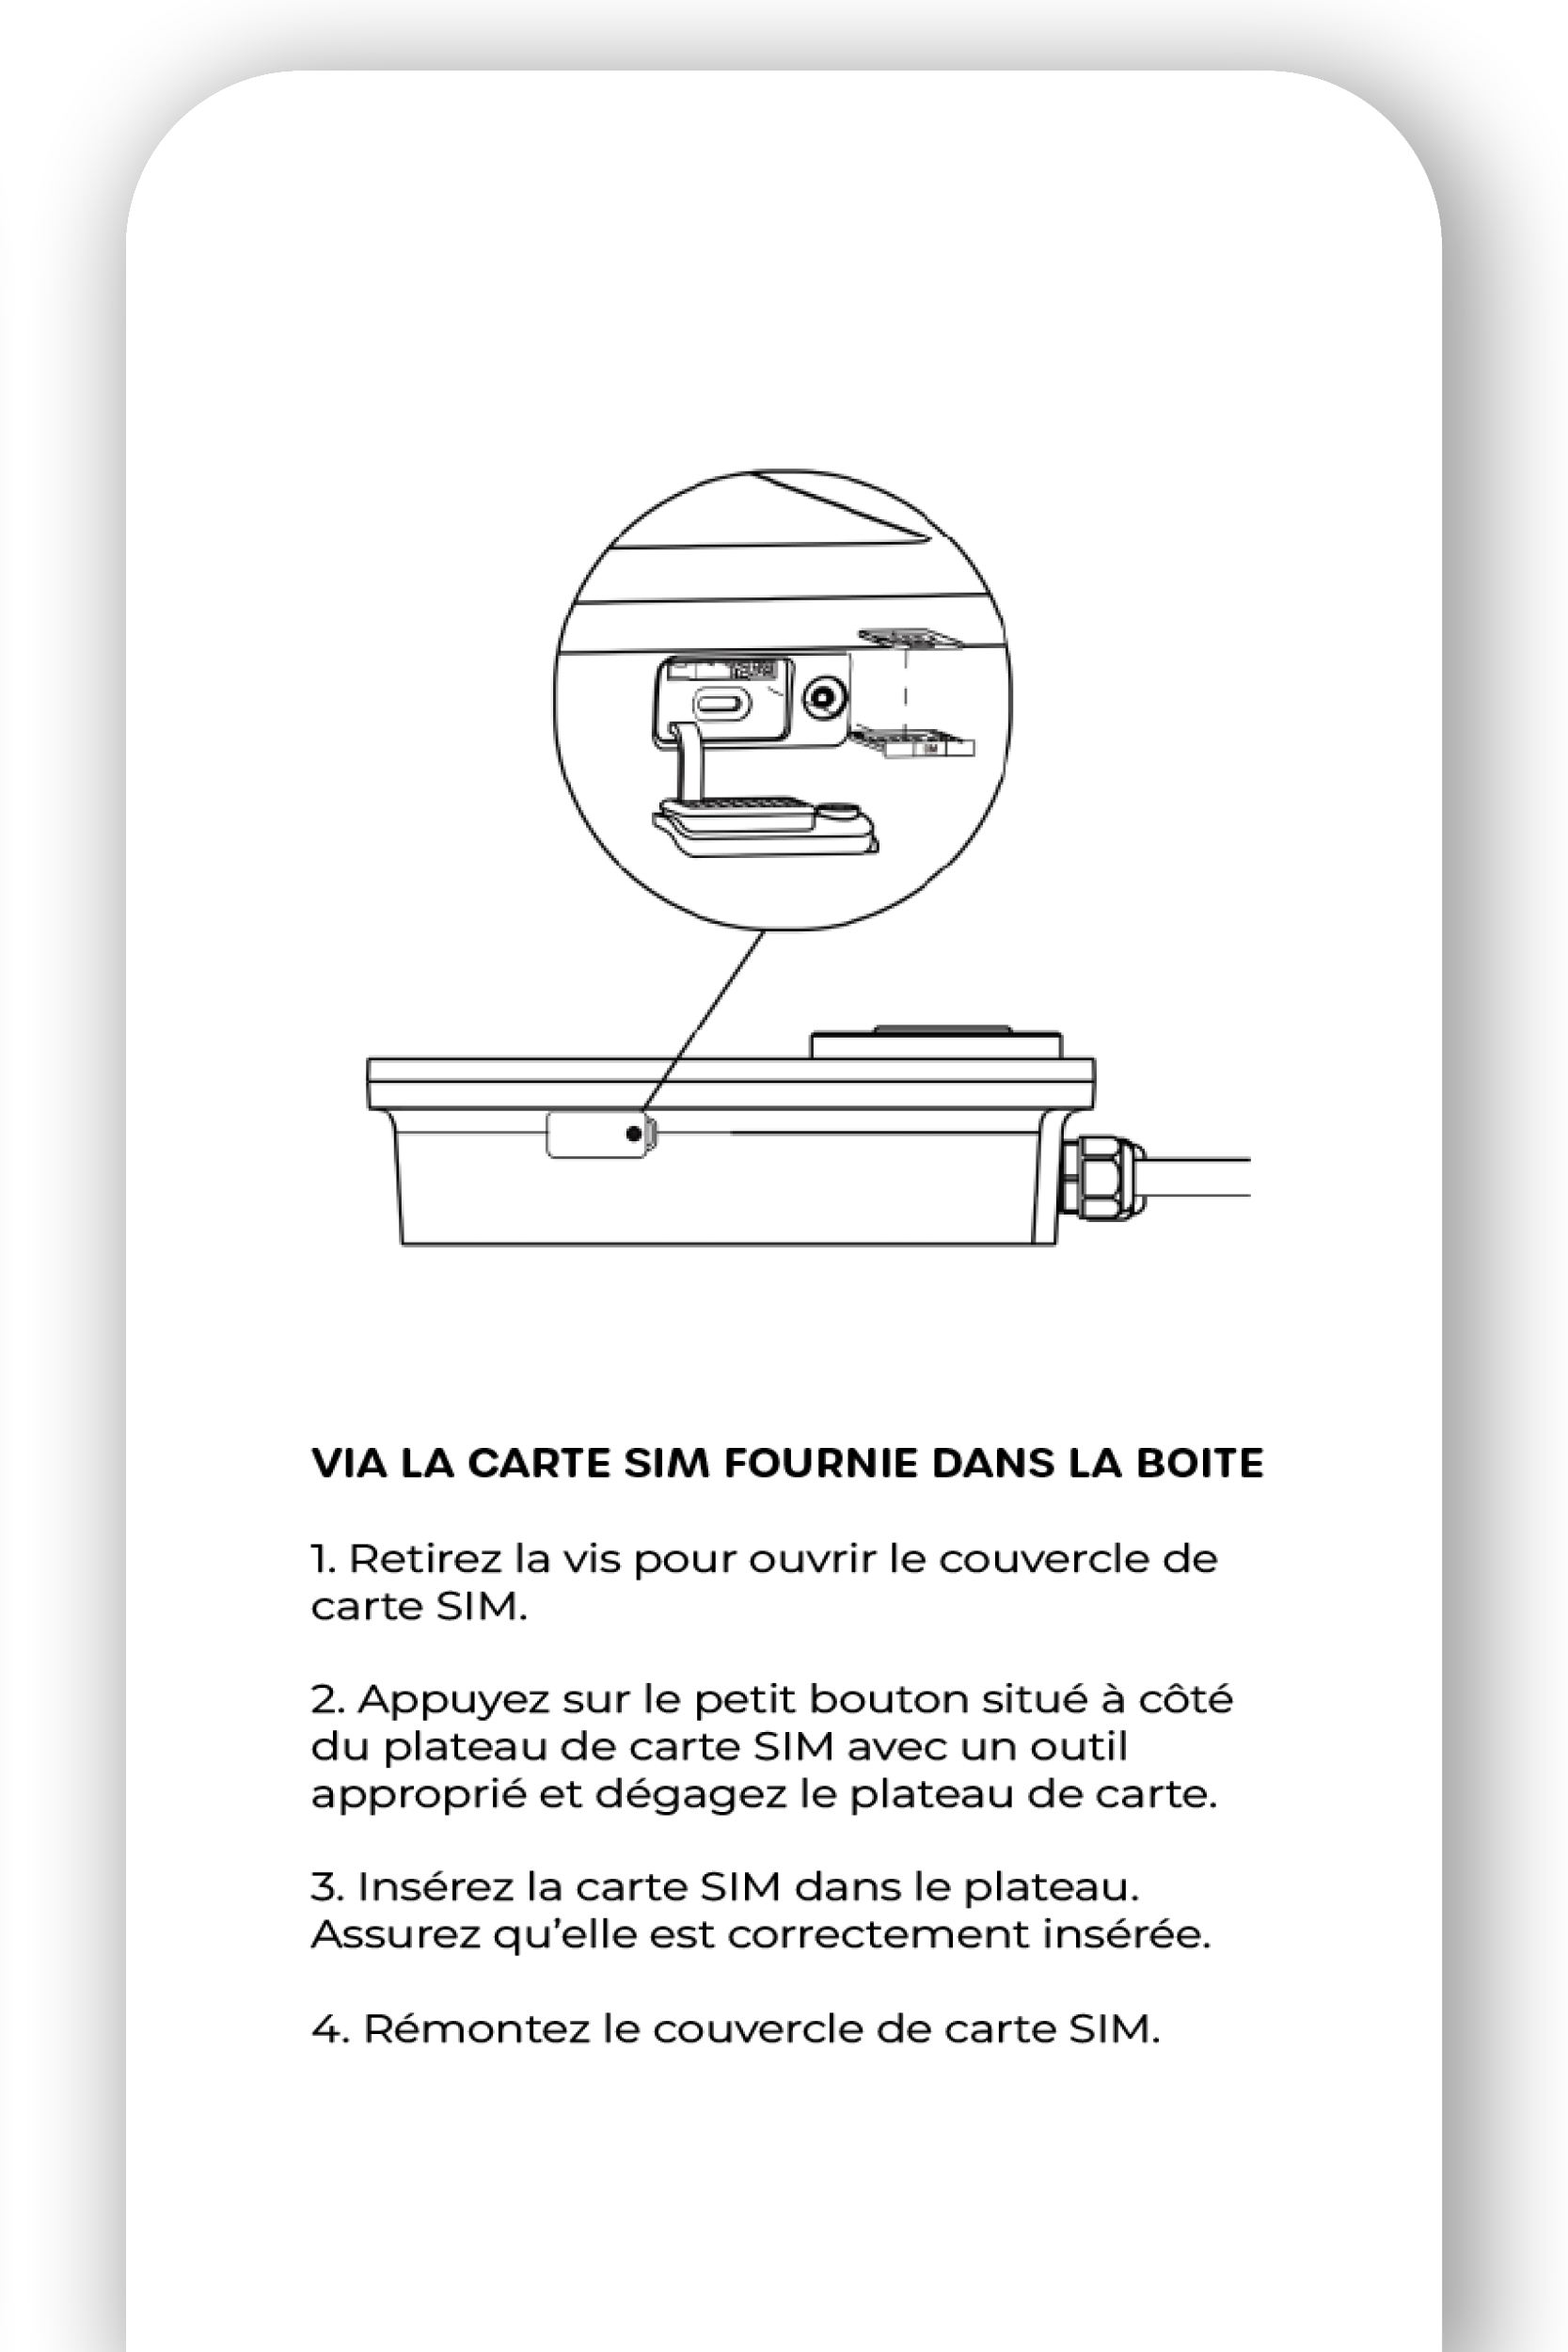 VIA LA CARTE SIM FOURNIE DANS LA BOITE
1. Retirez la vis pour ouvrir le couvercle de
carte SIM.
2. Appuyez sur le petit bouton situé à côté
du plateau de carte SIM avec un outil
approprié et dégagez le plateau de carte.
3. Insérez la carte SIM dans le plateau.
Assurez qu’elle est correctement insérée.
4. Rémontez le couvercle de carte SIM.